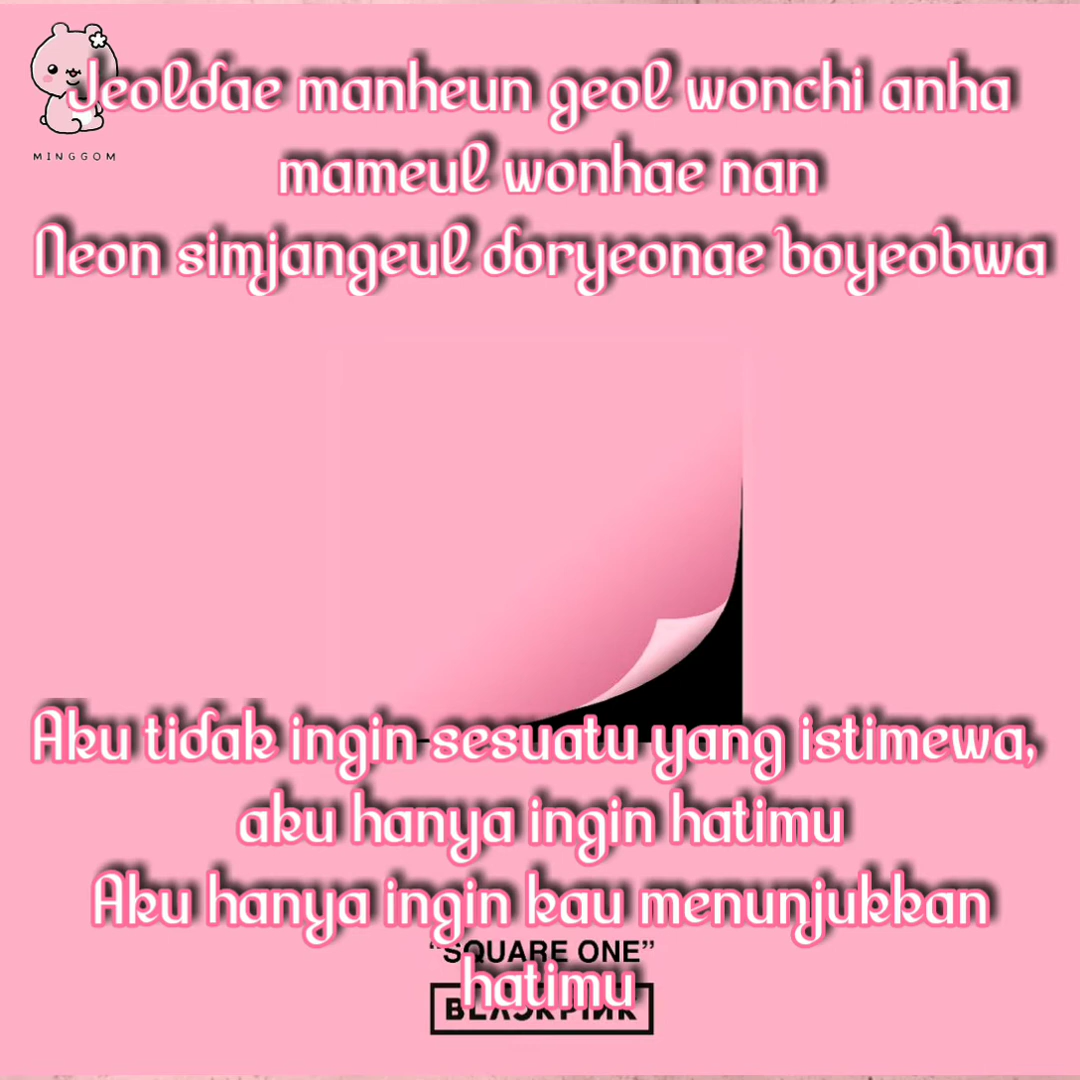 Jeoldae manheun geol wonchi anha
MINGGOM
mameul wonhae nan
Neon simjangeul doryeonae boyeobwa
Aku tidak ingin sesuatu yang istimewa,
aku hanya ingin hatimu
Aku hanya ingin kau menunjukkan
"SQUARE ONE"
hatimu
BLACKPINK